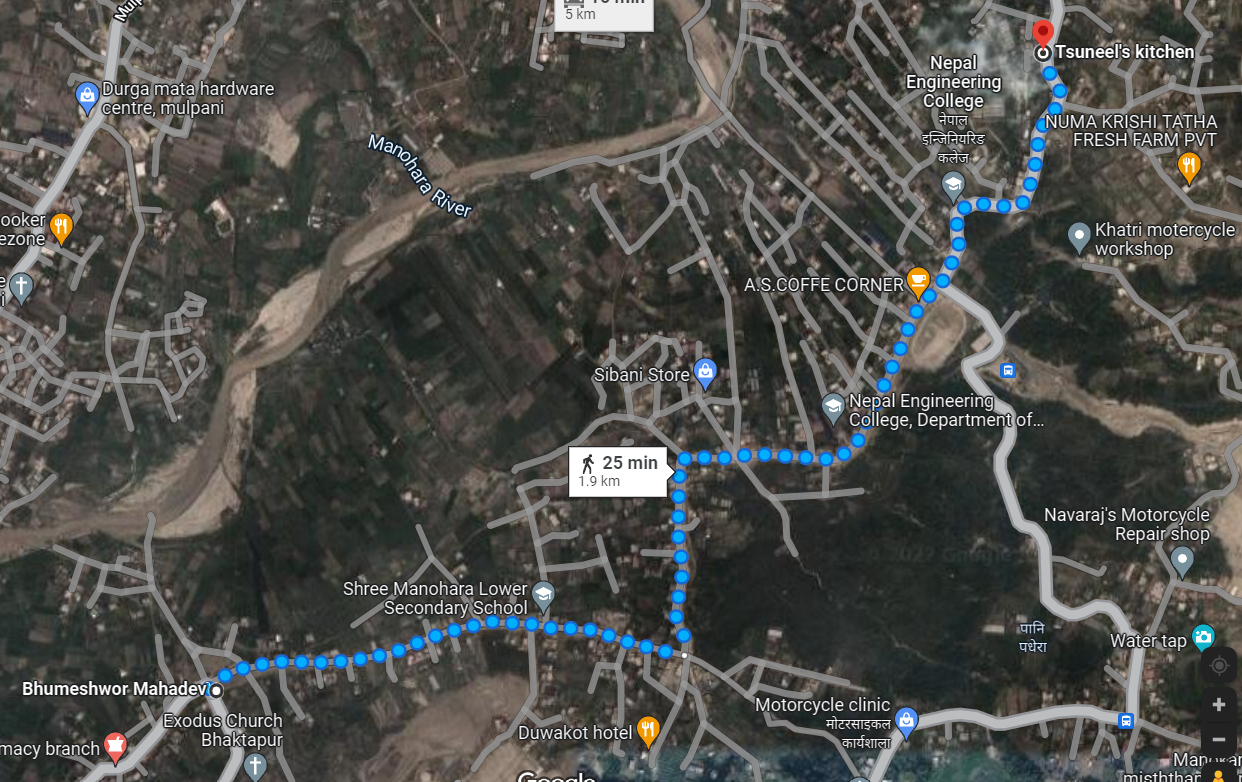 5 km
Durga mata hardware
centre, mulpani
Manohara River
Nepal
Engineering
College
नेपाल
इन्जिनियरिङ
कलेज
Tsuneel's kitchen
NUMA KRISHI TATHA
FRESH FARM PVT
Khatri motercycle
workshop
A.S.COFFE CORNER
Sibani Store
Nepal Engineering
College, Department of...
25 min
1.9 km
Navaraj's Motorcycle
Repair shop
Shree Manohara Lower
Secondary School
पानि
पधेरा
Water tap
Bhumeshwor Mahadev
Exodus Church
Bhaktapur
macy branch
Duwakot hotel
Motorcycle clinic
मोटरसाइकल
कार्यशाला
Google